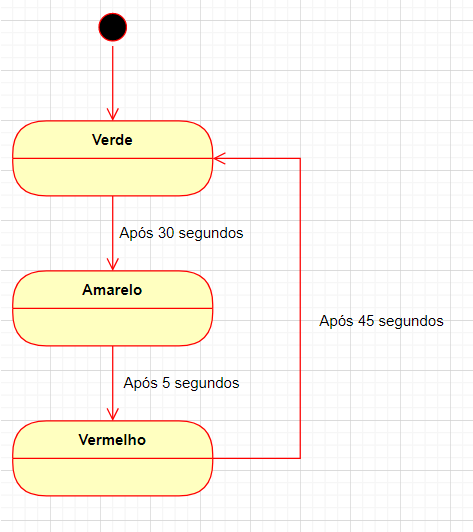 Verde
Após 30 segundos
Amarelo
Após 45 segundos
Após 5 segundos
Vermelho